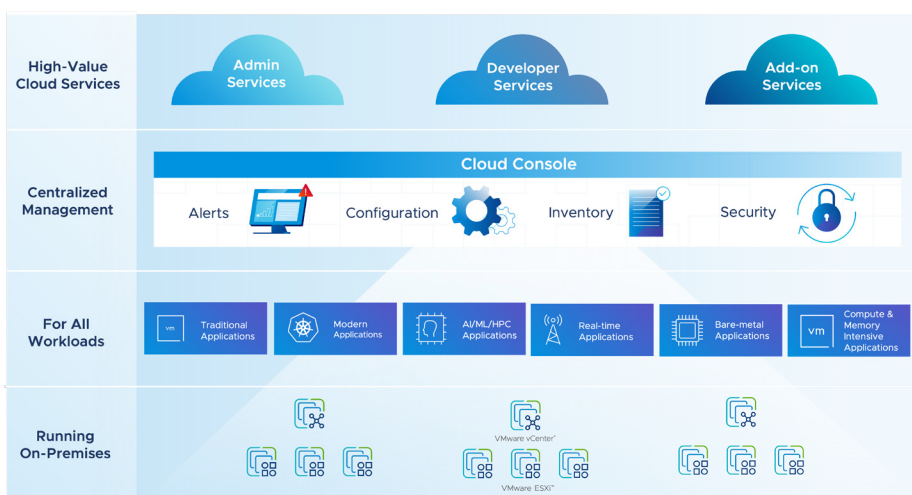 High-Value
Cloud Services
Admin
Services
Developer
Services
Add-on
Services
Centralized
Management
Cloud Console
Alerts
Configuration
Inventory
Security
For All
Workloads
vm
Traditional
Applications
Modern
Applications
AI/ML/HPC
Applications
Real-time
Applications
Bare-metal
Applications
vm
Compute &
Memory
Intensive
Applications
Running
On-Premises
VMware vCenter®
VMware ESXi™